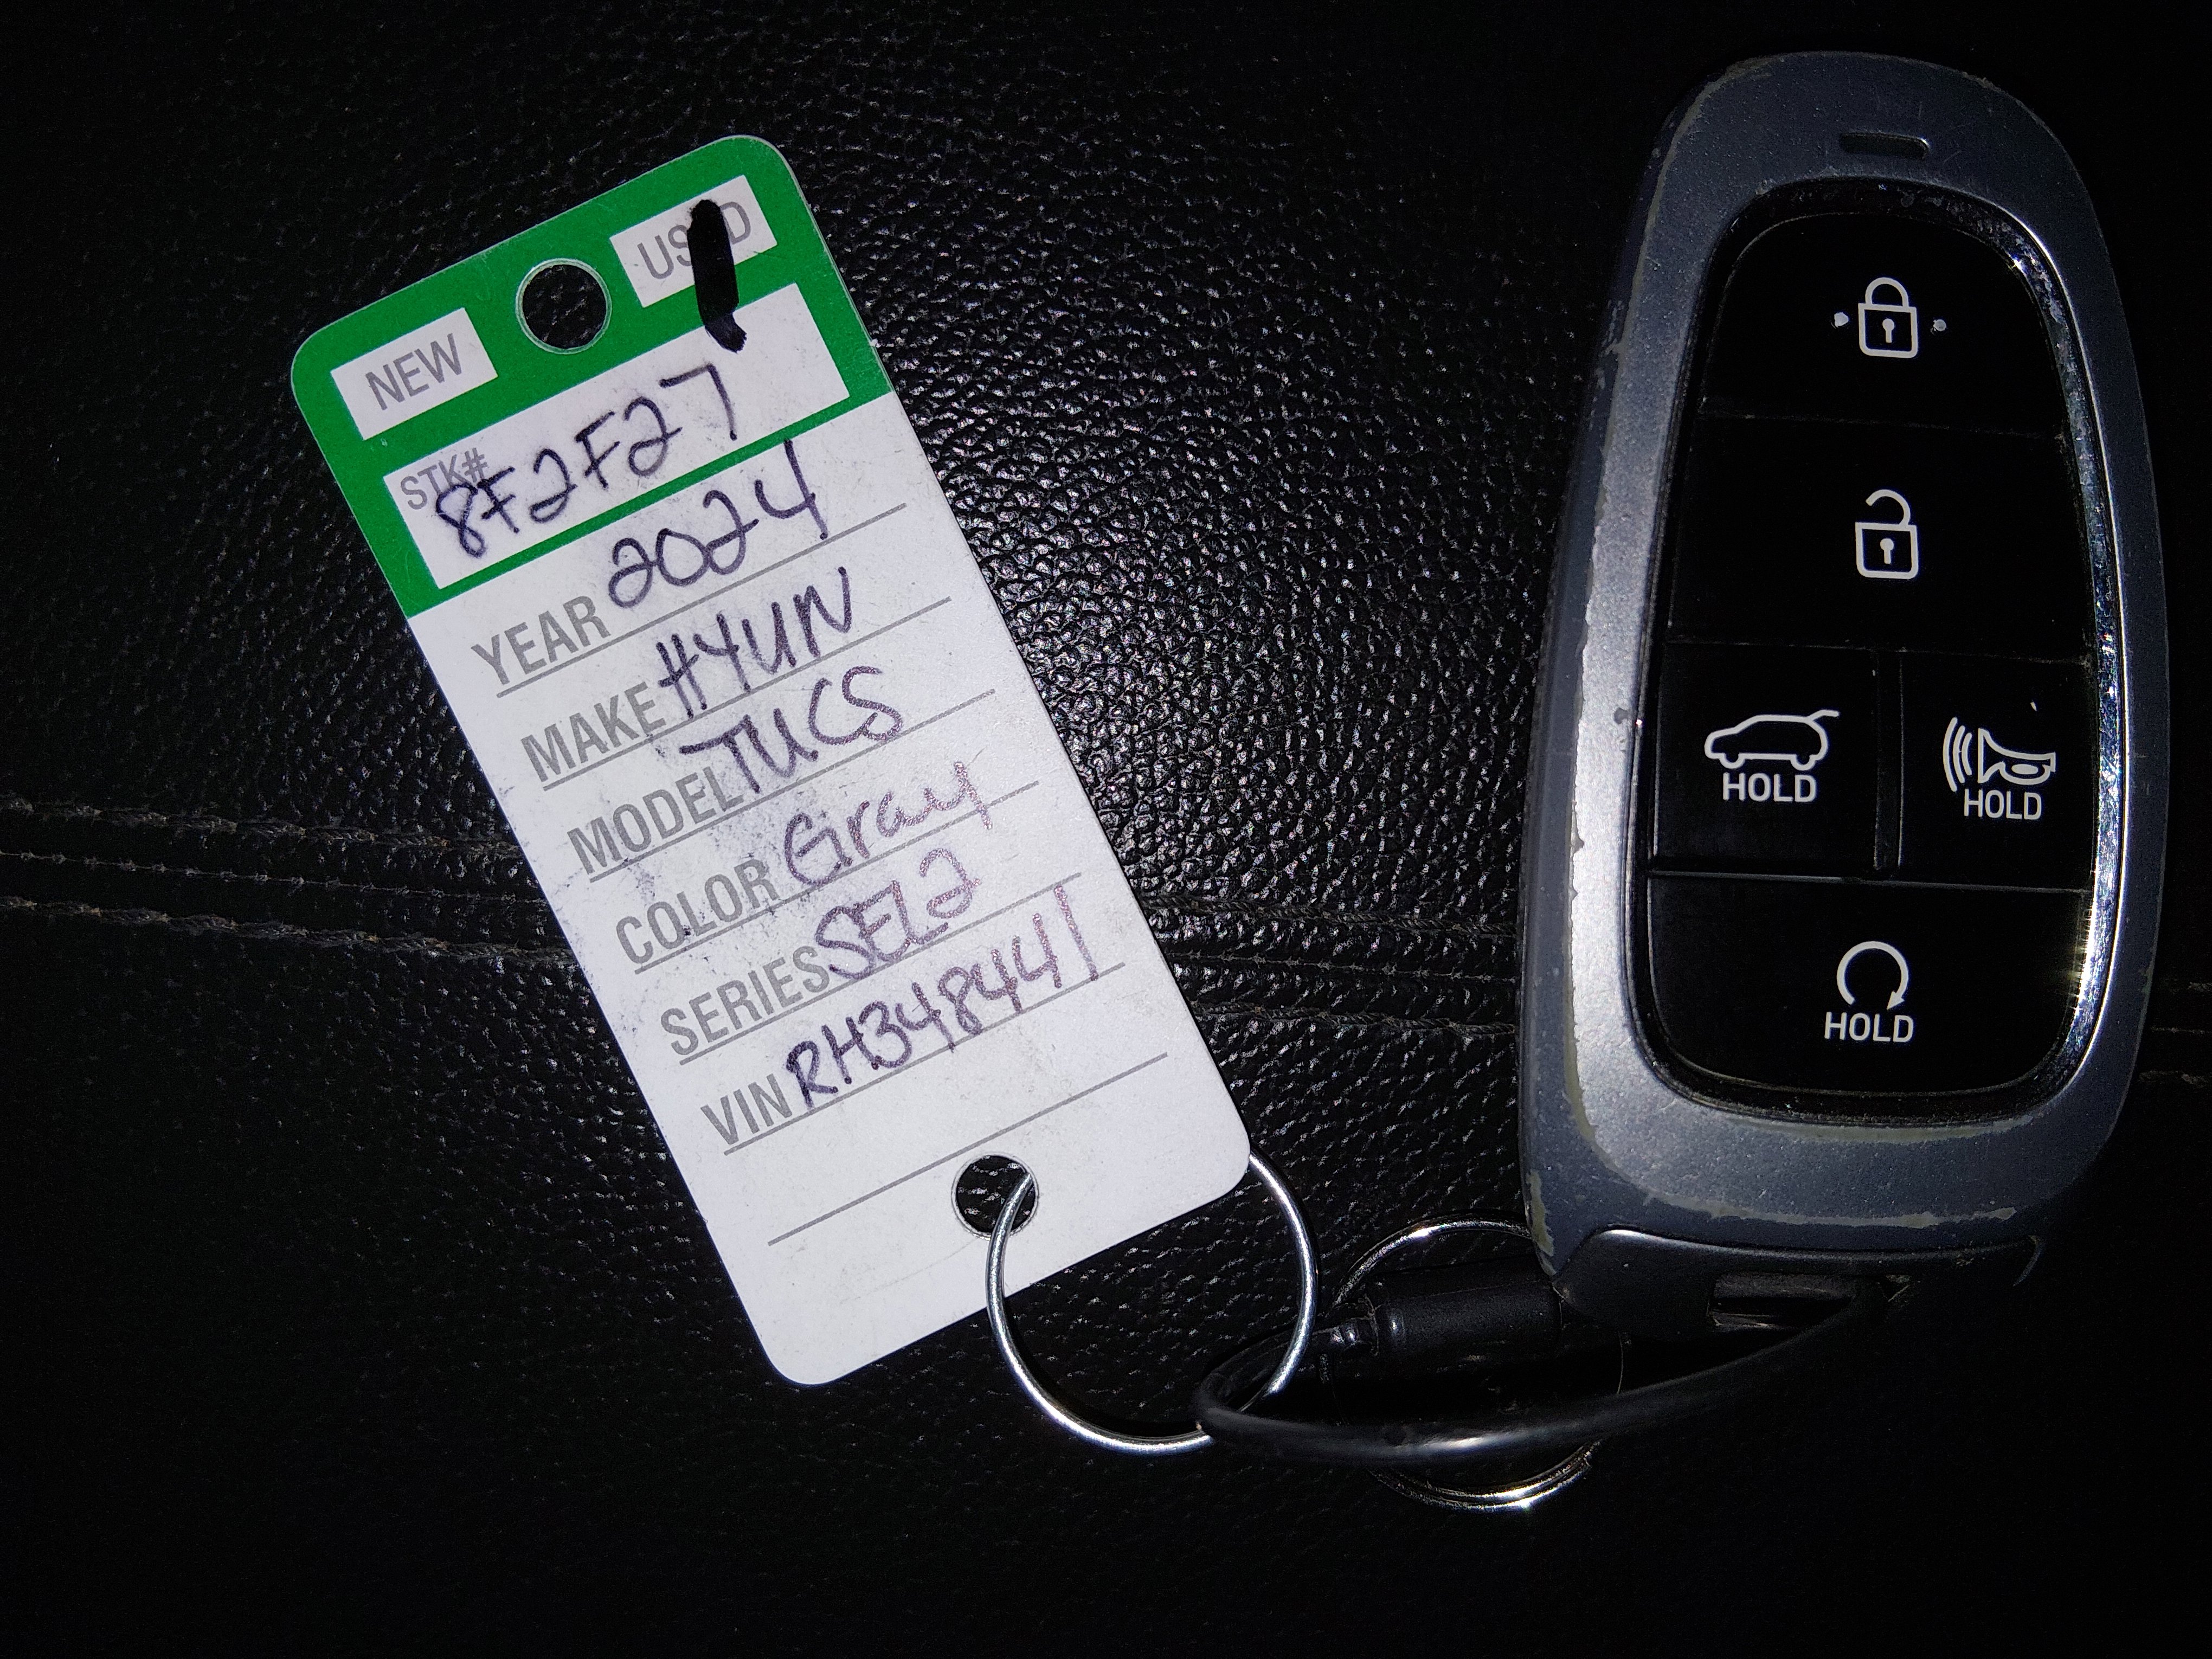 NEW USED
STK# 8F2F27
YEAR 2024
MAKE HYUN
MODEL TUCS
COLOR Gray
SERIES SEL2
VIN RH348441
HOLD HOLD
HOLD